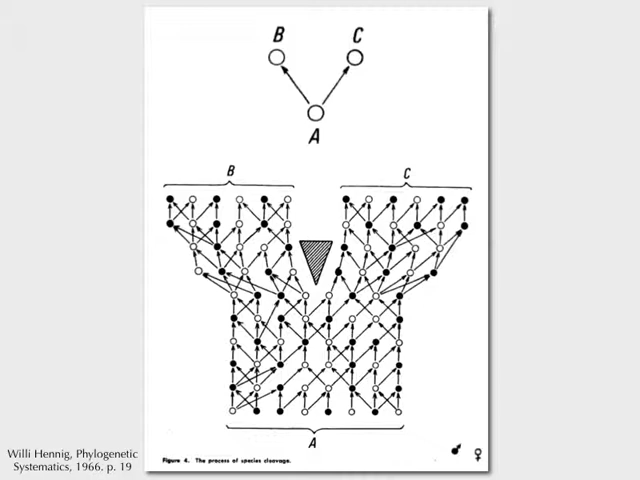 B
C
A
B
C
A
Figure 4. The process of species cleavage.
♂ ♀
Willi Hennig, Phylogenetic
Systematics, 1966. p. 19